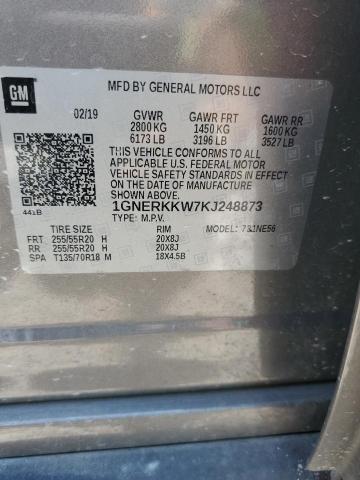 GM
MFD BY GENERAL MOTORS LLC
02/19 GVWR GAWR FRT GAWR RR
2800 KG 1450 KG 1600 KG
6173 LB 3196 LB 3527 LB
THIS VEHICLE CONFORMS TO ALL
APPLICABLE U.S. FEDERAL MOTOR
VEHICLE SAFETY STANDARDS IN EFFECT
ON THE DATE OF MANUFACTURE
SHOWN ABOVE.
1GNERKKW7KJ248873
441B TYPE: M.P.V. MODEL:
TIRE SIZE RIM
FRT 255/55R20 H 20X8J
RR 255/55R20 H 20X8J
SPA T135/70R18 M 18X4.5B